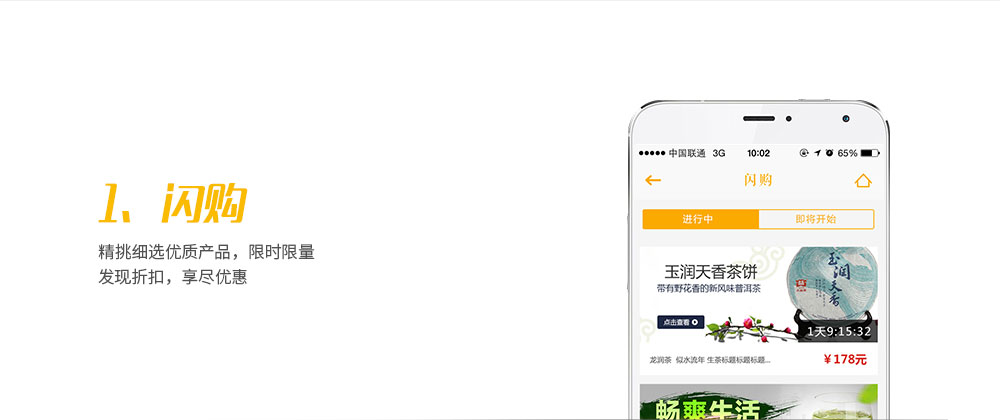 1、闪购
精挑细选优质产品，限时限量
发现折扣，享尽优惠
中国联通 3G 10:02 65%
闪购
进行中 即将开始
玉润天香茶饼
带有野花香的新风味普洱茶
点击查看
玉润天香
1天9:15:32
龙润茶 似水流年 生茶标题标题标题... ¥178元
畅爽生活